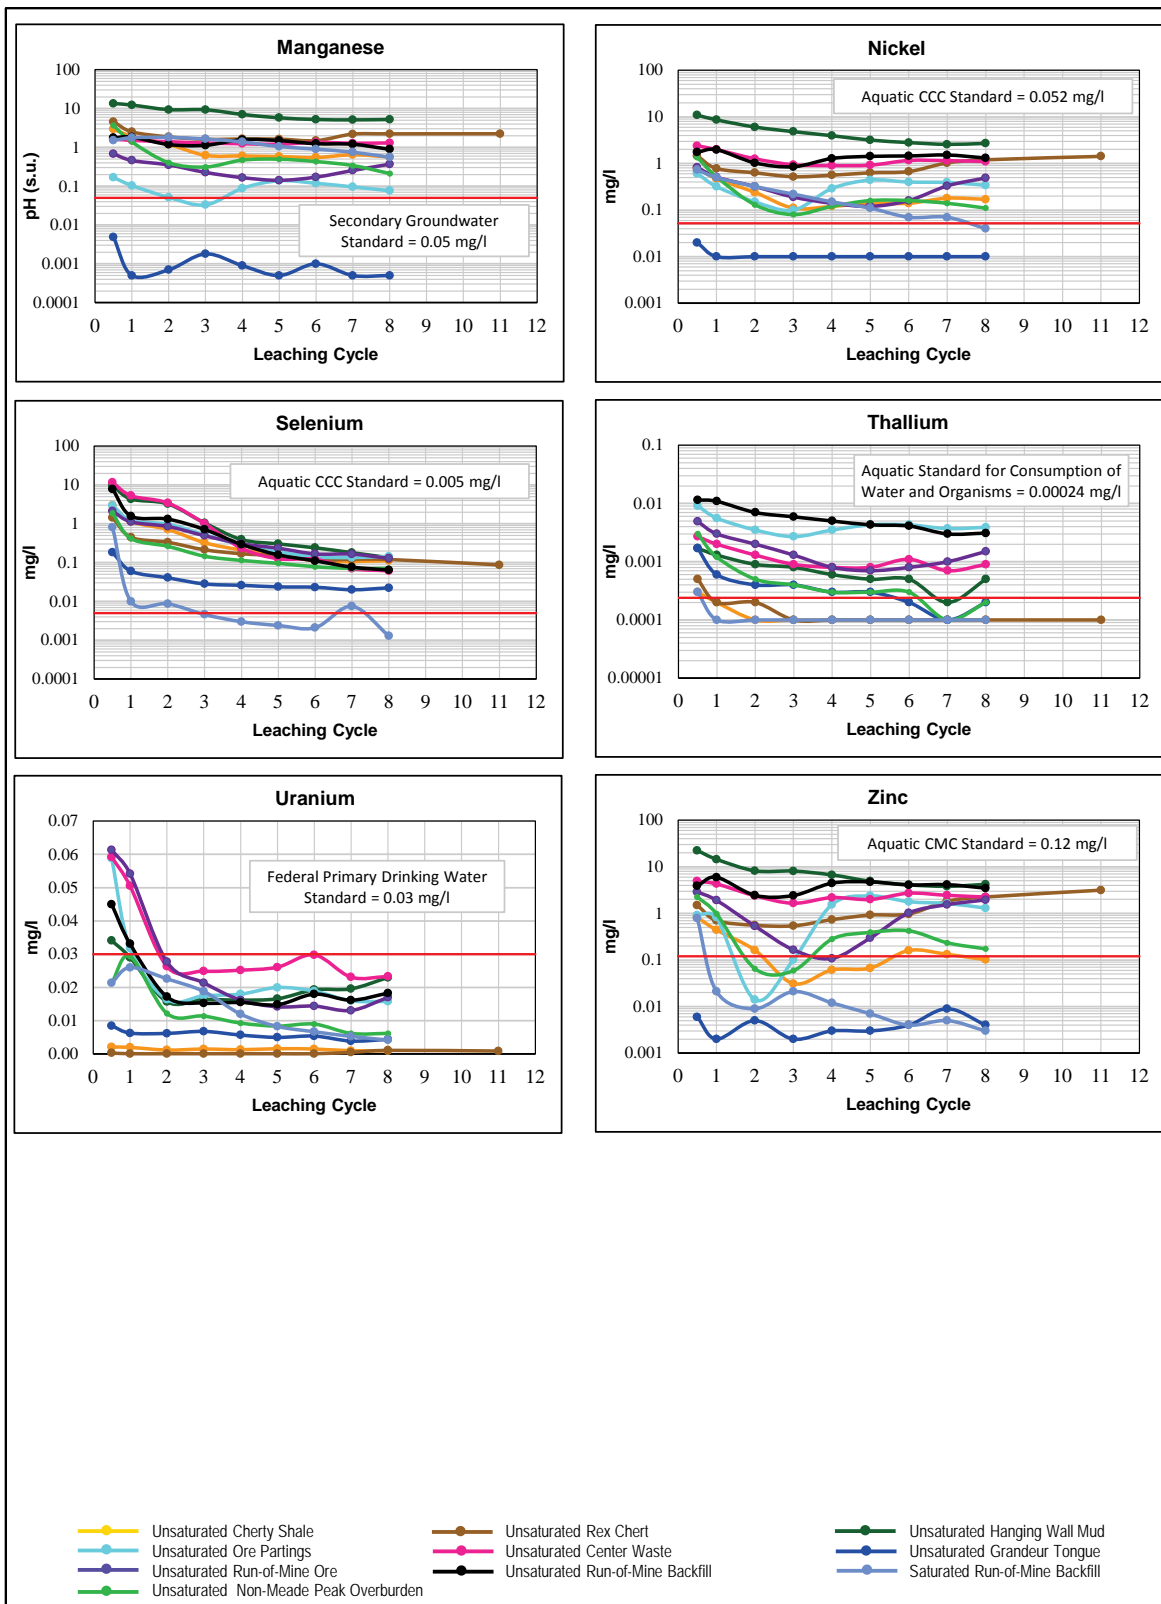 Manganese
100
10
1
0.1
0.01
0.001
0.0001
pH (s.u.)
Secondary Groundwater
Standard = 0.05 mg/l
0 1 2 3 4 5 6 7 8 9 10 11 12
Leaching Cycle
Nickel
100
10
1
0.1
0.01
0.001
mg/l
Aquatic CCC Standard = 0.052 mg/l
0 1 2 3 4 5 6 7 8 9 10 11 12
Leaching Cycle
Selenium
100
10
1
0.1
0.01
0.001
0.0001
mg/l
Aquatic CCC Standard = 0.005 mg/l
0 1 2 3 4 5 6 7 8 9 10 11 12
Leaching Cycle
Thallium
0.1
0.01
0.001
0.0001
0.00001
mg/l
Aquatic Standard for Consumption of
Water and Organisms = 0.00024 mg/l
0 1 2 3 4 5 6 7 8 9 10 11 12
Leaching Cycle
Uranium
0.07
0.06
0.05
0.04
0.03
0.02
0.01
0.00
mg/l
Federal Primary Drinking Water
Standard = 0.03 mg/l
0 1 2 3 4 5 6 7 8 9 10 11 12
Leaching Cycle
Zinc
100
10
1
0.1
0.01
0.001
mg/l
Aquatic CMC Standard = 0.12 mg/l
0 1 2 3 4 5 6 7 8 9 10 11 12
Leaching Cycle
Unsaturated Cherty Shale
Unsaturated Rex Chert
Unsaturated Hanging Wall Mud
Unsaturated Ore Partings
Unsaturated Center Waste
Unsaturated Grandeur Tongue
Unsaturated Run-of-Mine Ore
Unsaturated Run-of-Mine Backfill
Saturated Run-of-Mine Backfill
Unsaturated Non-Meade Peak Overburden